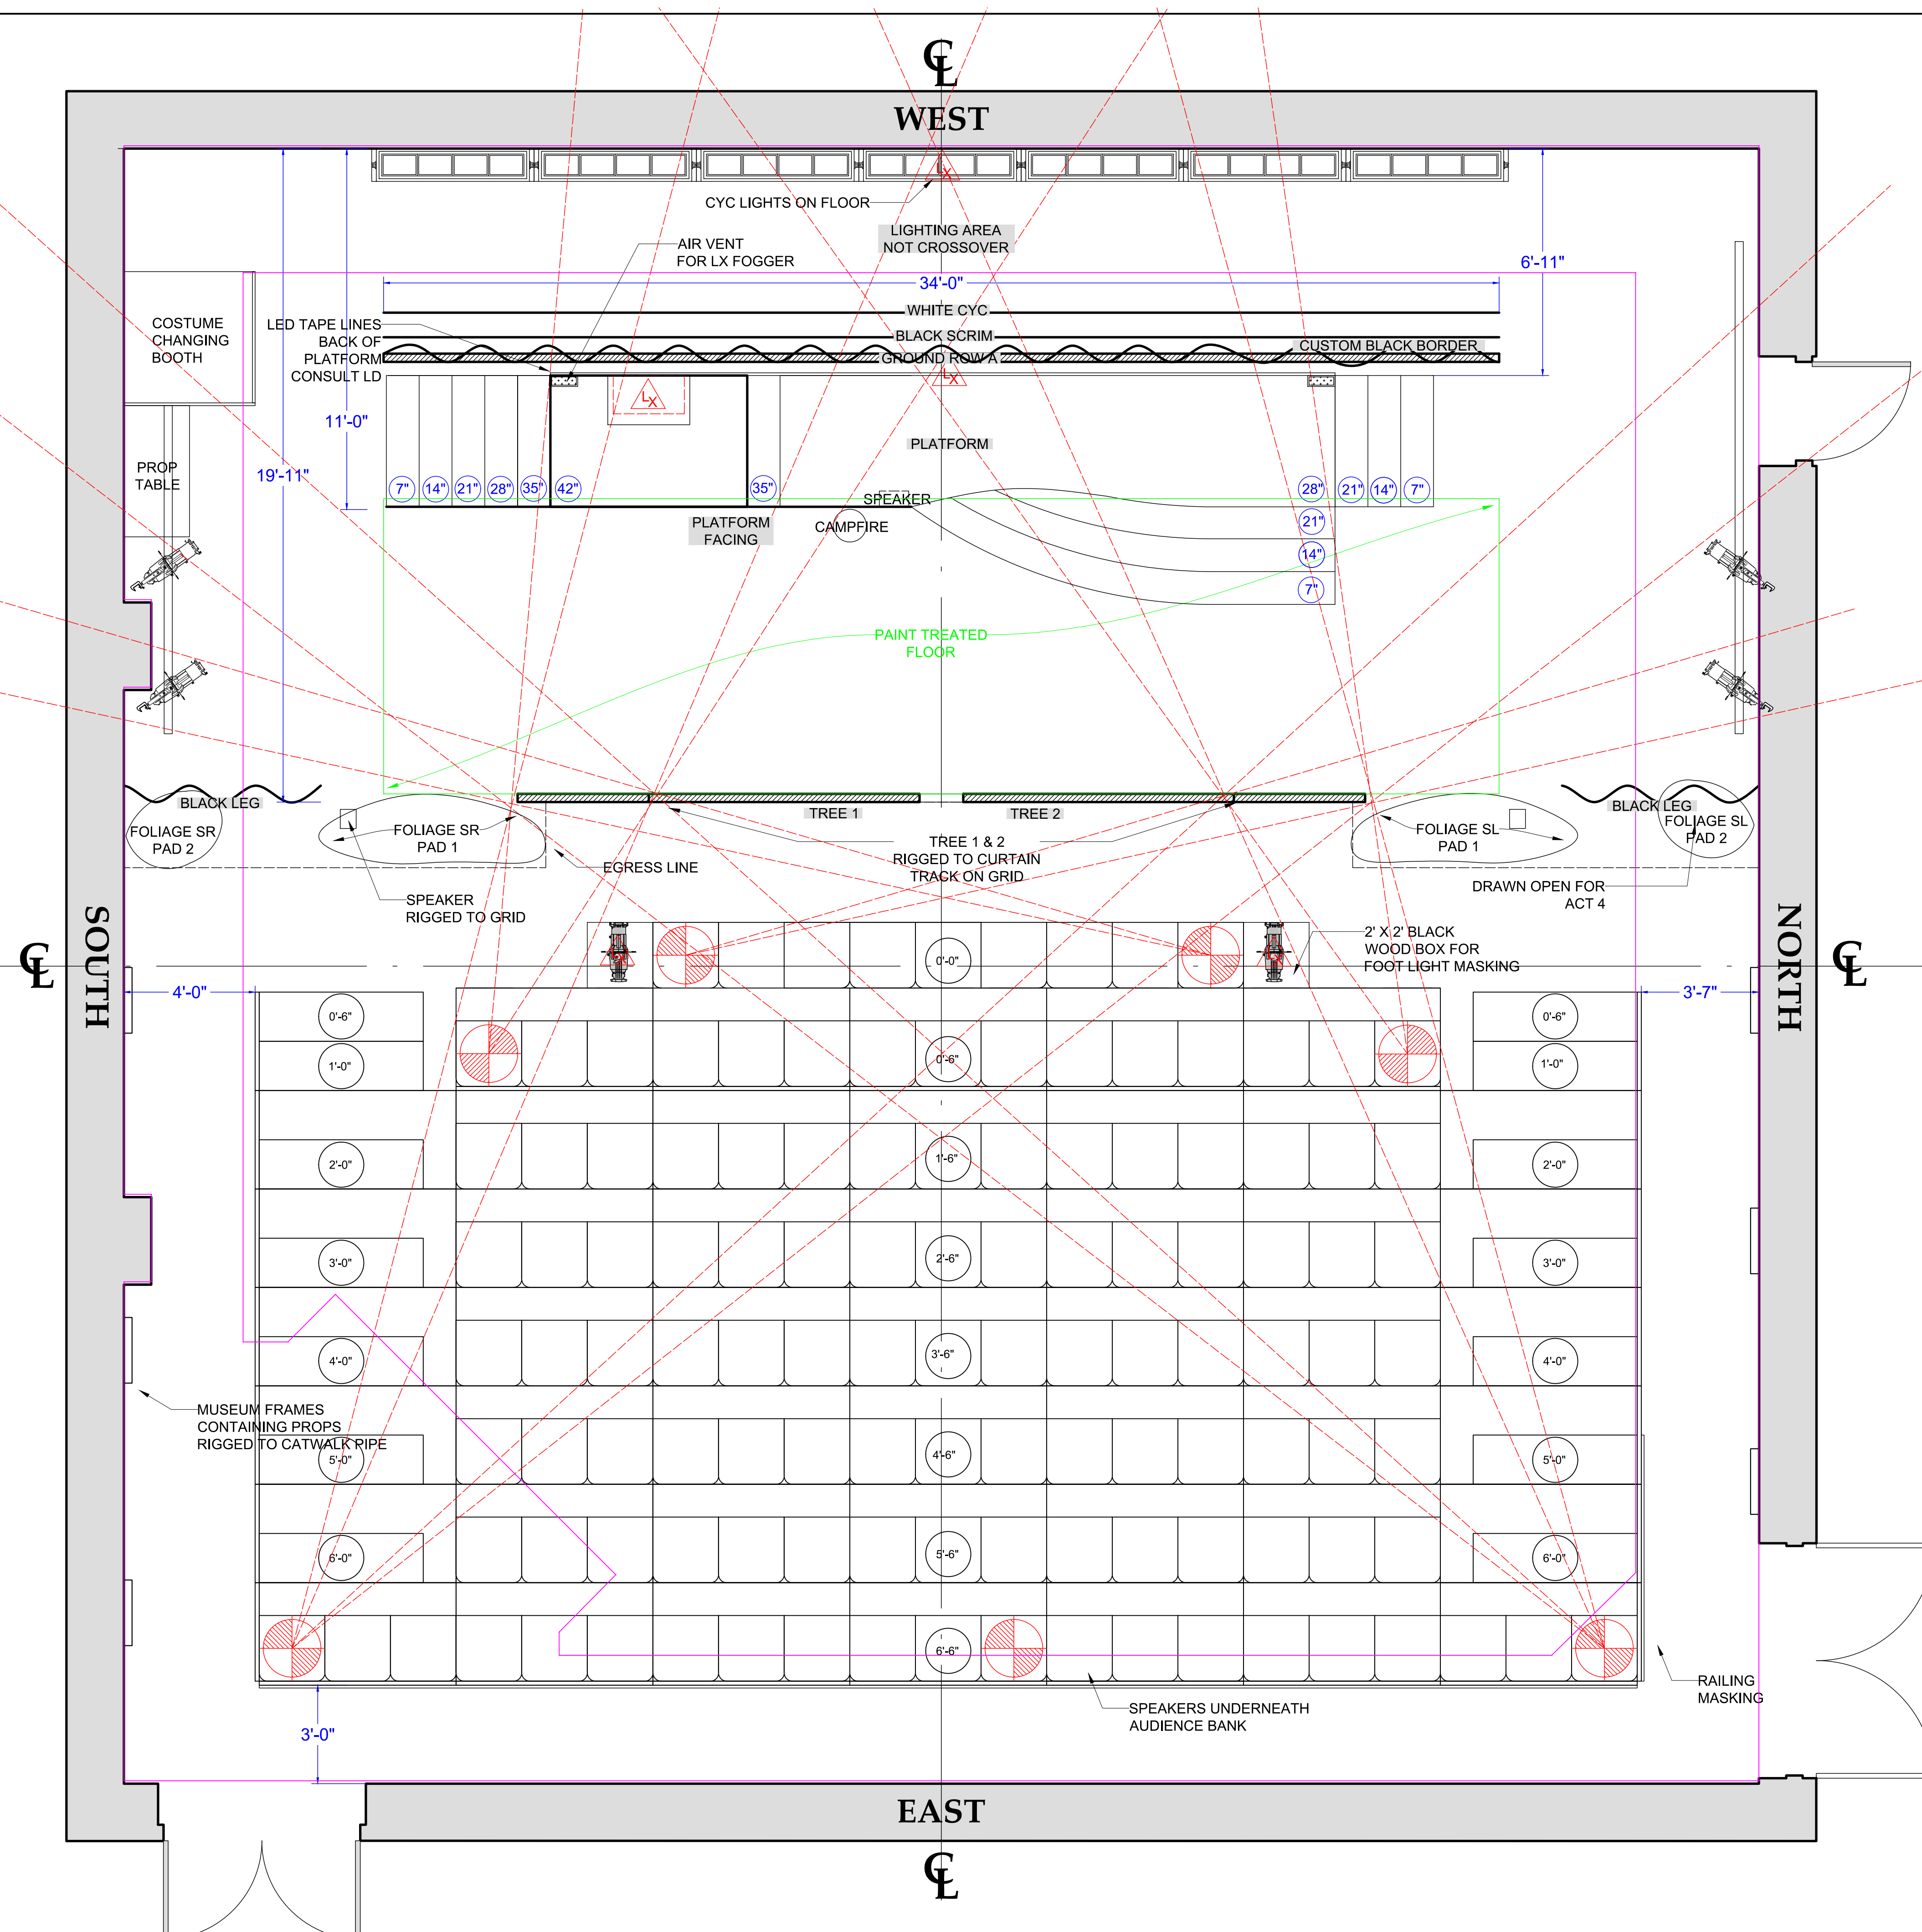 ℄
WEST
CYC LIGHTS ON FLOOR
LX
LIGHTING AREA
NOT CROSSOVER
AIR VENT
FOR LX FOGGER
6'-11"
34'-0"
WHITE CYC
COSTUME
CHANGING
BOOTH
LED TAPE LINES
BACK OF
PLATFORM
CONSULT LD
BLACK SCRIM
CUSTOM BLACK BORDER
GROUND ROW A
LX
LX
11'-0"
PLATFORM
PROP
TABLE
19'-11"
7"
14"
21"
28"
35"
42"
35"
28"
21"
14"
7"
SPEAKER
PLATFORM
FACING
CAMPFIRE
21"
14"
7"
PAINT TREATED
FLOOR
BLACK LEG
TREE 1
TREE 2
BLACK LEG
FOLIAGE SR
PAD 2
FOLIAGE SR
PAD 1
FOLIAGE SL
PAD 1
FOLIAGE SL
PAD 2
TREE 1 & 2
RIGGED TO CURTAIN
TRACK ON GRID
EGRESS LINE
DRAWN OPEN FOR
ACT 4
SPEAKER
RIGGED TO GRID
2' X 2' BLACK
WOOD BOX FOR
FOOT LIGHT MASKING
℄
SOUTH
NORTH
℄
0'-0"
4'-0"
3'-7"
0'-6"
0'-6"
1'-0"
0'-6"
1'-0"
2'-0"
1'-6"
2'-0"
3'-0"
2'-6"
3'-0"
4'-0"
3'-6"
4'-0"
MUSEUM FRAMES
CONTAINING PROPS
RIGGED TO CATWALK PIPE
5'-0"
4'-6"
5'-0"
6'-0"
5'-6"
6'-0"
6'-6"
RAILING
MASKING
SPEAKERS UNDERNEATH
AUDIENCE BANK
3'-0"
EAST
℄